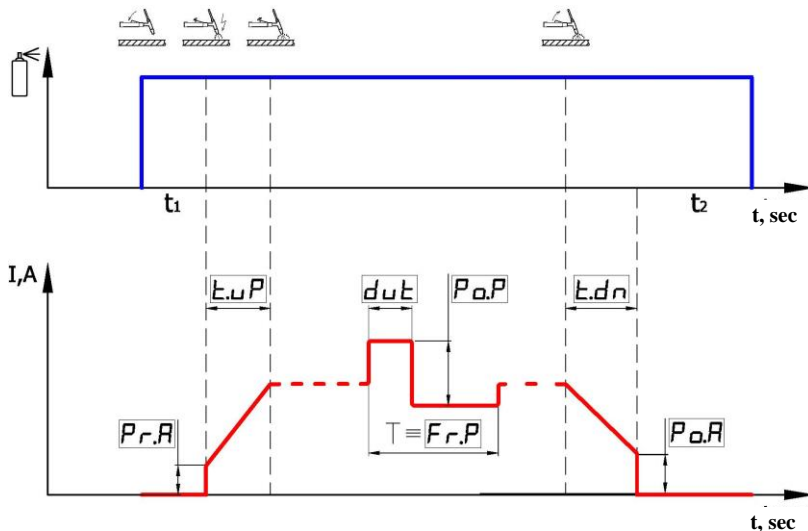 t1
t2
t, sec
I,A
t.uP
dut
Po.P
t.dn
Pr.A
T ≡ Fr.P
Po.A
t, sec